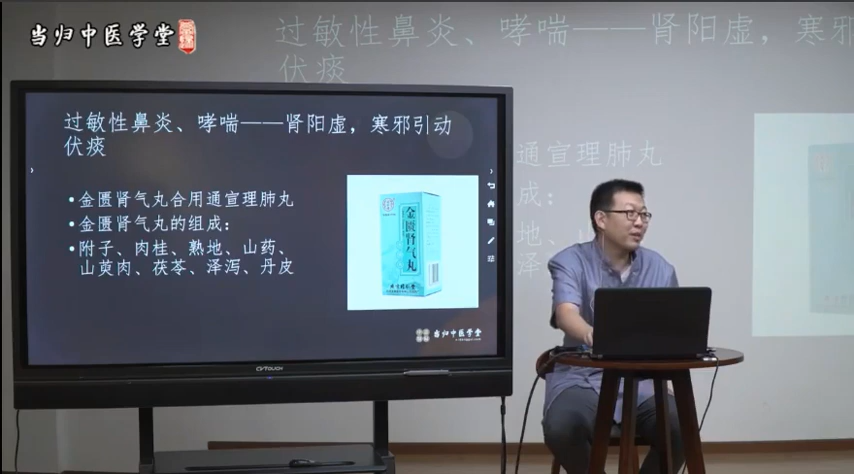 当归中医学堂
过敏性鼻炎、哮喘——肾阳虚，寒邪
伏痰
过敏性鼻炎、哮喘——肾阳虚，寒邪引动
伏痰
• 金匮肾气丸合用通宣理肺丸
• 金匮肾气丸的组成：
• 附子、肉桂、熟地、山药、
山萸肉、茯苓、泽泻、丹皮
金匮肾气丸
当归中医学堂
CVTOUCH
通宣理肺丸
成：
地、山
泽